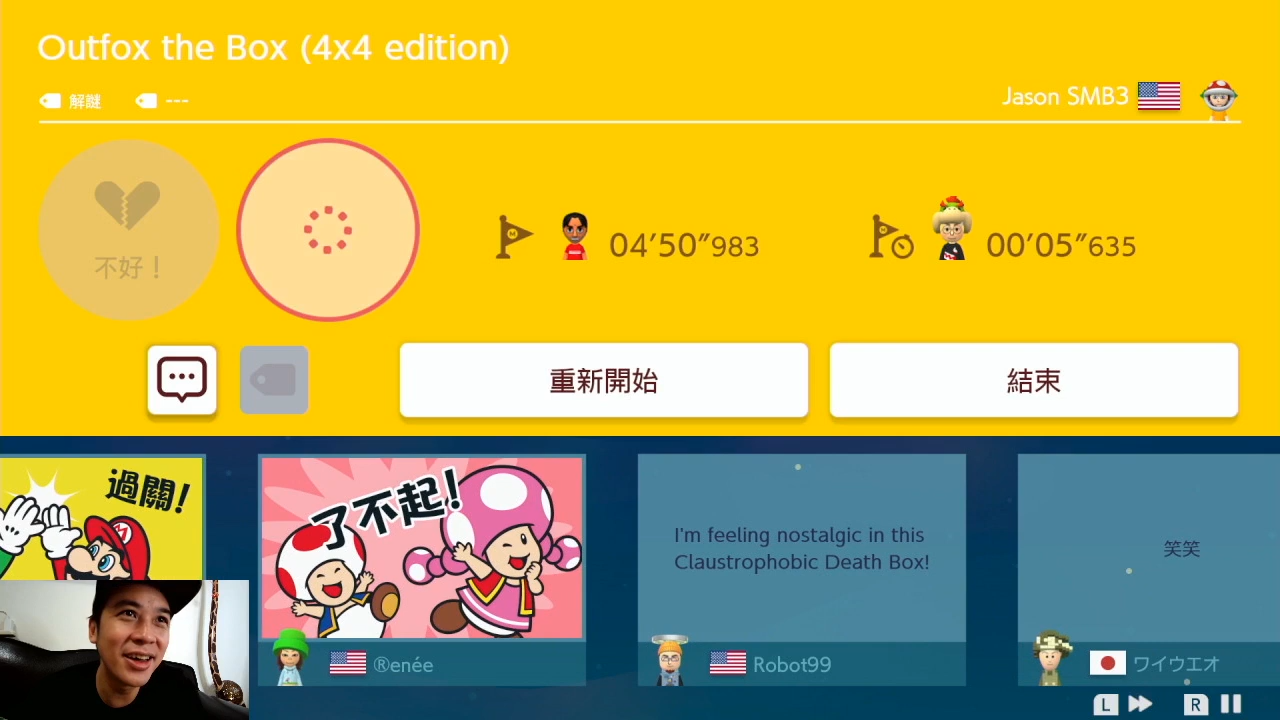 Outfox the Box (4x4 edition)
解謎
---
Jason SMB3
不好！
04′50″983
00′05″635
重新開始
結束
過關!
了不起!
I'm feeling nostalgic in this
Claustrophobic Death Box!
笑笑
®enée
Robot99
ワイウエオ
L
R